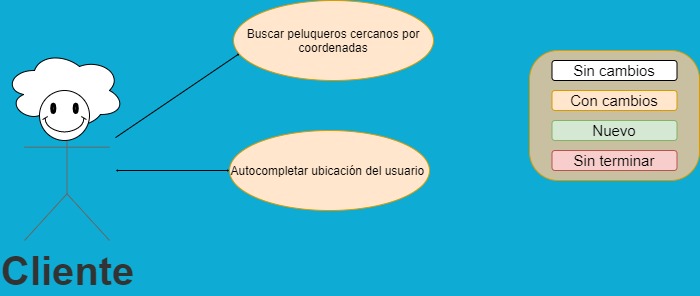 Buscar peluqueros cercanos por
coordenadas
Sin cambios
Con cambios
Nuevo
Sin terminar
Autocompletar ubicación del usuario
Cliente